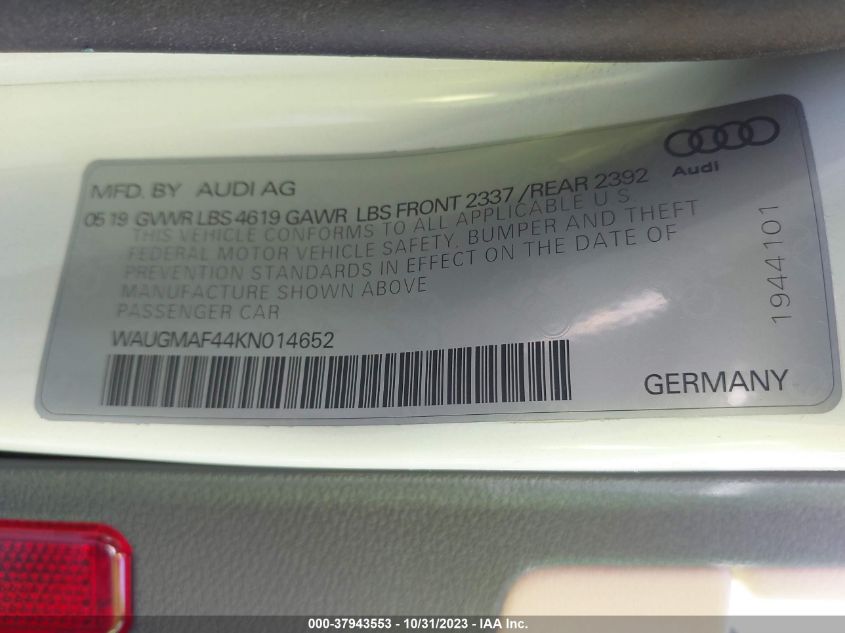 Audi
MFD. BY AUDI AG
05 19 GVWR LBS 4619 GAWR LBS FRONT 2337 /REAR 2392
THIS VEHICLE CONFORMS TO ALL APPLICABLE U.S.
FEDERAL MOTOR VEHICLE SAFETY, BUMPER AND THEFT
PREVENTION STANDARDS IN EFFECT ON THE DATE OF
MANUFACTURE SHOWN ABOVE
PASSENGER CAR
WAUGMAF44KN014652
1944101
GERMANY
000-37943553 - 10/31/2023 - IAA Inc.